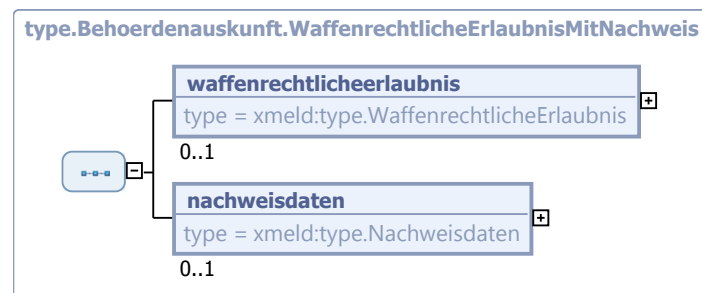 type.Behoerdenauskunft.WaffenrechtlicheErlaubnisMitNachweis
waffenrechtlicheerlaubnis
type = xmeld:type.WaffenrechtlicheErlaubnis
0..1
nachweisdaten
type = xmeld:type.Nachweisdaten
0..1